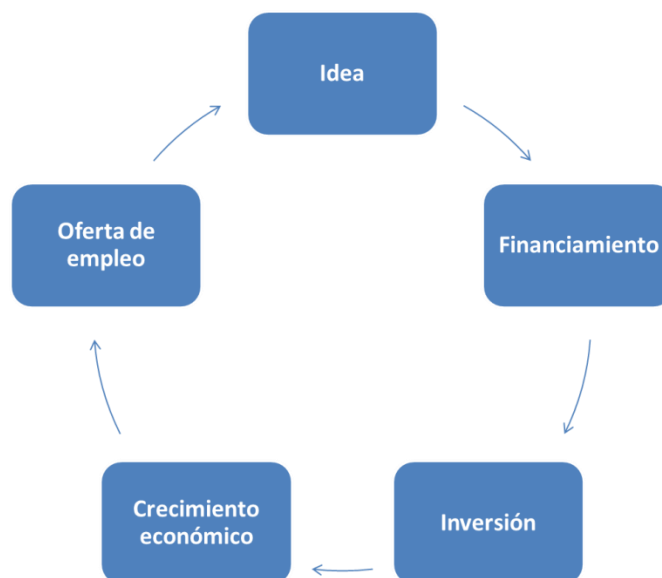 Idea
Financiamiento
Inversión
Crecimiento
económico
Oferta de
empleo